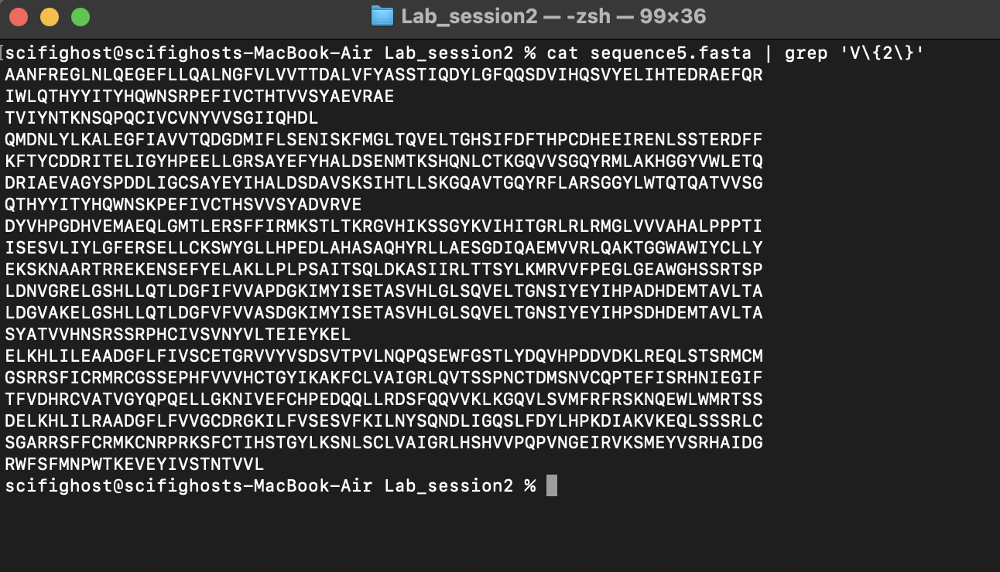 Lab_session2 — -zsh — 99×36
scifighost@scifighosts-MacBook-Air Lab_session2 % cat sequence5.fasta | grep 'V\{2\}'
AANFREGLNLQEGEFLLQALNGFVLVVTTDALVFYASSTIQDYLGFQQSDVIHQSVYELIHTEDRAEFQR
IWLQTHYYITYHQWNSRPEFIVCTHTVVSYAEVRAE
TVIYNTKNSQPQCIVCVNYVVSGIIQHDL
QMDNLYLKALEGFIAVVTQDGDMIFLSENISKFMGLTQVELTGHSIFDFTHPCDHEEIRENLSSTERDFF
KFTYCDDRITELIGYHPEELLGRSAYEFYHALDSENMTKSHQNLCTKGQVVSGQYRMLAKHGGYVWLETQ
DRIAEVAGYSPDDLIGCSAYEYIHALDSDAVSKSIHTLLSKGQAVTGQYRFLARSGGYLWTQTQATVVSG
QTHYYITYHQWNSKPEFIVCTHSVVSYADVRVE
DYVHPGDHVEMAEQLGMTLERSFFIRMKSTLTKRGVHIKSSGYKVIHITGRLRLRMGLVVVAHALPPPTI
ISESVLIYLGFERSELLCKSWYGLLHPEDLAHASAQHYRLLAESGDIQAEMVVRLQAKTGGWAWIYCLLY
EKSKNAARTRREKENSEFYELAKLLPLPSAITSQLDKASIIRLTTSYLKMRVVFPEGLGEAWGHSSRTSP
LDNVGRELGSHLLQTLDGFIFVVAPDGKIMYISETASVHLGLSQVELTGNSIYEYIHPADHDEMTAVLTA
LDGVAKELGSHLLQTLDGFVFVVASDGKIMYISETASVHLGLSQVELTGNSIYEYIHPSDHDEMTAVLTA
SYATVVHNSRSSRPHCIVSVNYVLTEIEYKEL
ELKHLILEAADGFLFIVSCETGRVVYVSDSVTPVLNQPQSEWFGSTLYDQVHPDDVDKLREQLSTSRMCM
GSRRSFICRMRCGSSEPHFVVVHCTGYIKAKFCLVAIGRLQVTSSPNCTDMSNVCQPTEFISRHNIEGIF
TFVDHRCVATVGYQPQELLGKNIVEFCHPEDQQLLRDSFQQVVKLKGQVLSVMFRFRSKNQEWLWMRTSS
DELKHLILRAADGFLFVVGCDRGKILFVSESVFKILNYSQNDLIGQSLFDYLHPKDIAKVKEQLSSSRLC
SGARRSFFCRMKCNRPRKSFCTIHSTGYLKSNLSCLVAIGRLHSHVVPQPVNGEIRVKSMEYVSRHAIDG
RWFSFMNPWTKEVEYIVSTNTVVL
scifighost@scifighosts-MacBook-Air Lab_session2 %